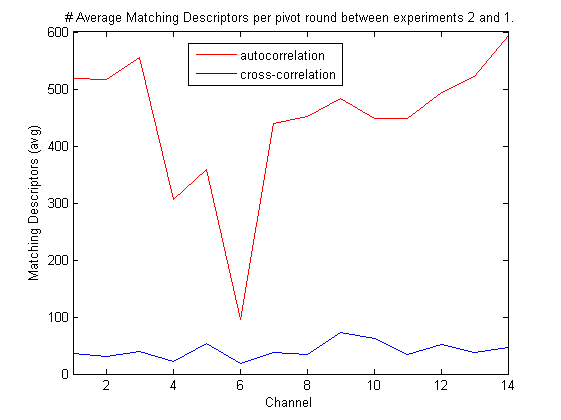 # Average Matching Descriptors per pivot round between experiments 2 and 1.
600
500
400
300
200
100
0
Matching Descriptors (avg)
autocorrelation
cross-correlation
2 4 6 8 10 12 14
Channel